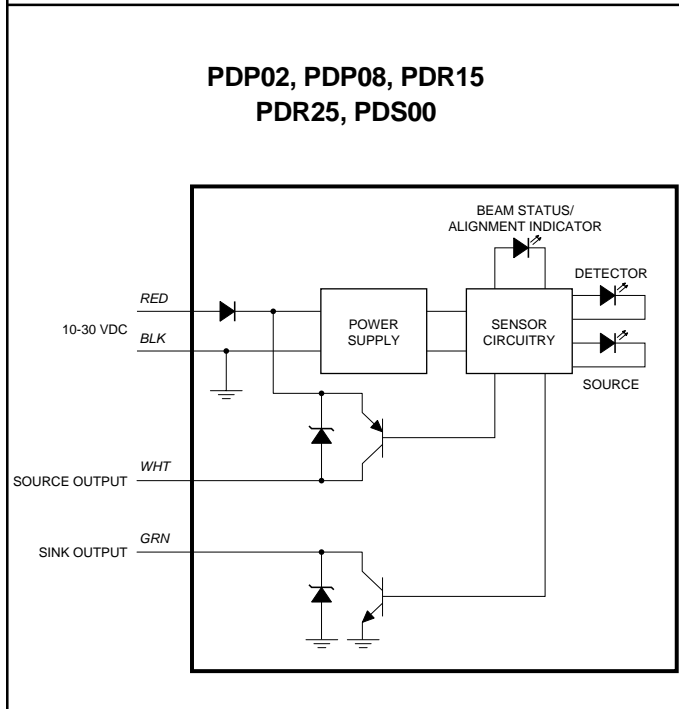 PDP02, PDP08, PDR15
PDR25, PDS00
BEAM STATUS/
ALIGNMENT INDICATOR
DETECTOR
RED
10-30 VDC
BLK
POWER
SUPPLY
SENSOR
CIRCUITRY
SOURCE
WHT
SOURCE OUTPUT
GRN
SINK OUTPUT